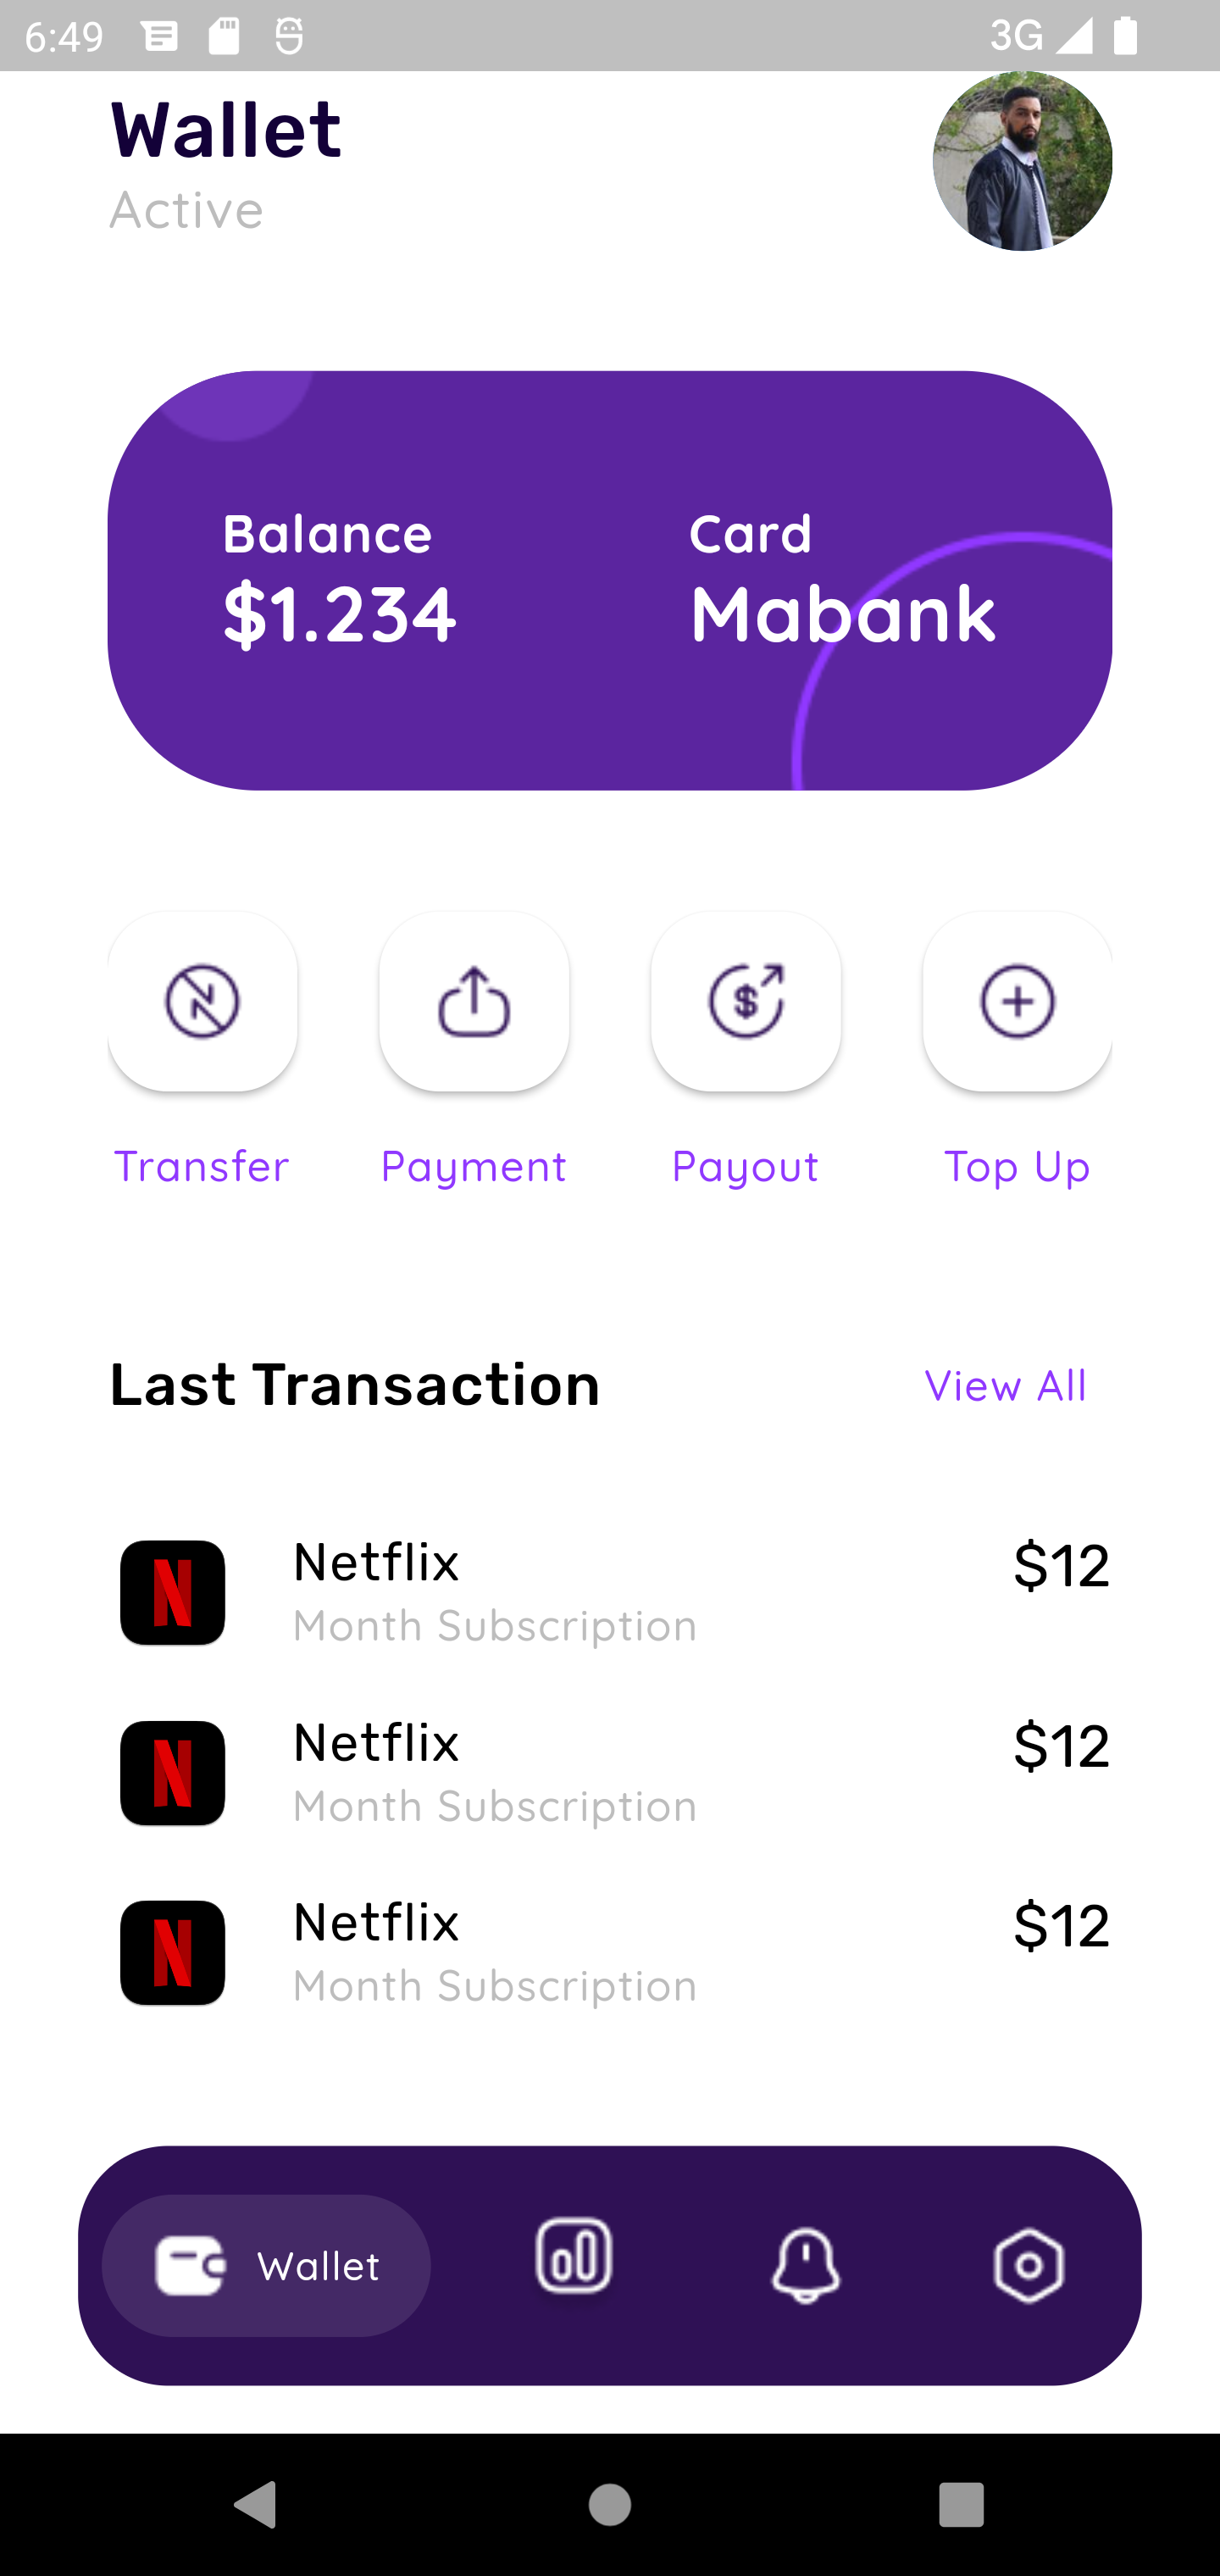 6:49 3G
Wallet
Active
Balance
$1.234
Card
Mabank
Transfer Payment Payout Top Up
Last Transaction View All
Netflix $12
Month Subscription
Netflix $12
Month Subscription
Netflix $12
Month Subscription
Wallet